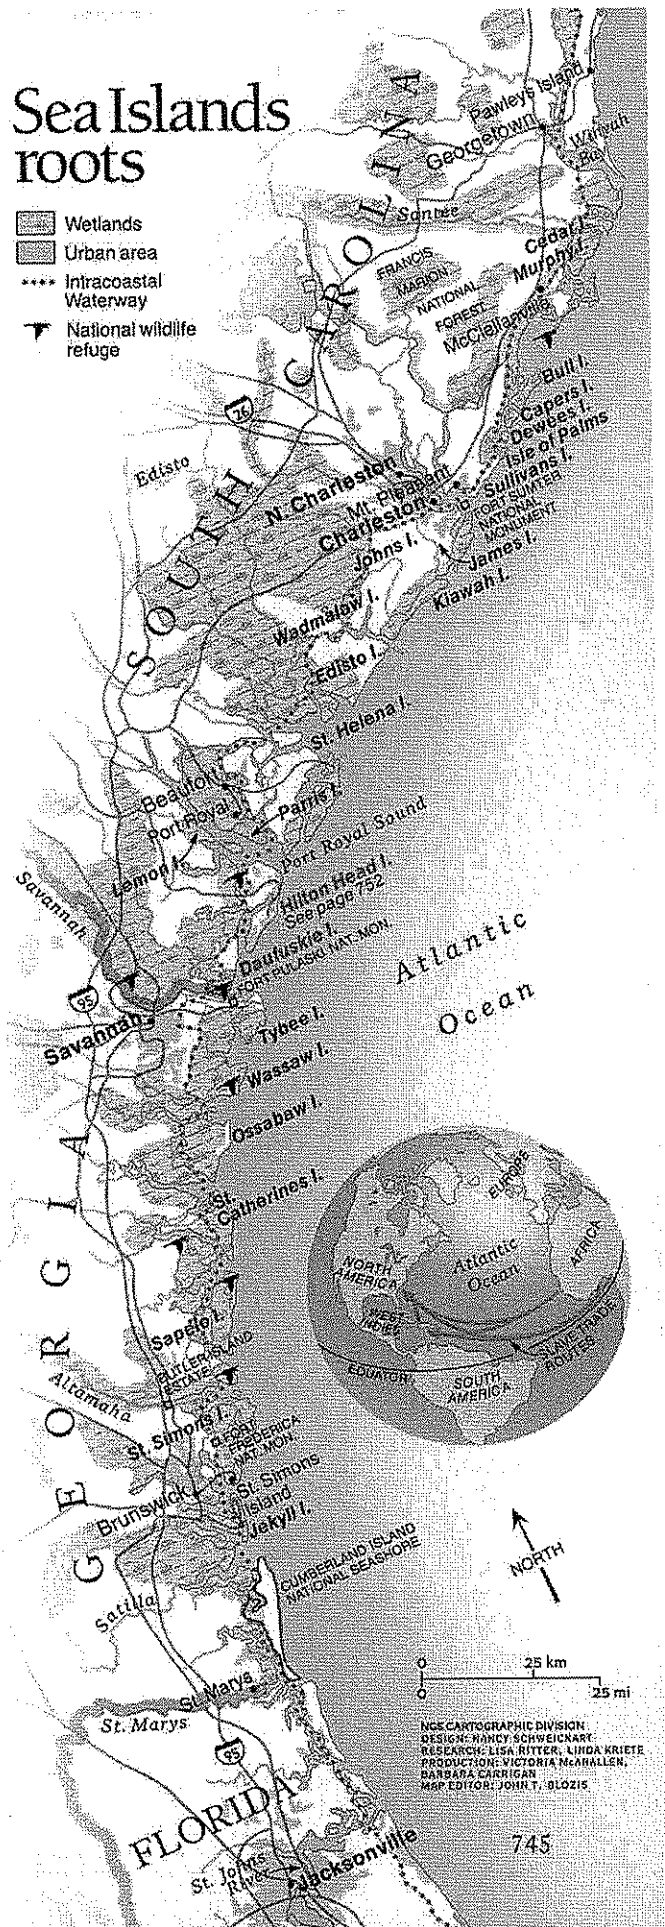 Sea Islands
roots
Wetlands
Urban area
Intracoastal
Waterway
National wildlife
refuge
SOUTH CAROLINA
Pawleys Island
Georgetown
Winyah
Bay
Santee
Cedar I.
Murphy I.
FRANCIS
MARION
NATIONAL
FOREST
McClellanville
Bull I.
Capers I.
Dewees I.
Isle of Palms
Sullivans I.
FORT SUMTER
NATIONAL
MONUMENT
26
Edisto
N. Charleston
Mt. Pleasant
Charleston
Johns I.
James I.
Kiawah I.
Wadmalaw I.
Edisto I.
St. Helena I.
Beaufort
Port Royal I.
Parris I.
Lemon I.
Port Royal Sound
Hilton Head I.
See page 752
Savannah
Daufuskie I.
FORT PULASKI NAT. MON.
95
Savannah
Tybee I.
Wassaw I.
Ossabaw I.
St.
Catherines I.
Atlantic
Ocean
GEORGIA
Sapelo I.
BUTLER ISLAND
ESTATE
Altamaha
St. Simons I.
FORT
FREDERICA
NAT. MON.
St. Simons
Island
Brunswick
Jekyll I.
CUMBERLAND ISLAND
NATIONAL SEASHORE
Satilla
St. Marys
St. Marys
95
FLORIDA
St. Johns
River
Jacksonville
EUROPE
AFRICA
NORTH
AMERICA
Atlantic
Ocean
WEST
INDIES
SLAVE TRADE
ROUTES
EQUATOR
SOUTH
AMERICA
NORTH
0 25 km
0 25 mi
NGS CARTOGRAPHIC DIVISION
DESIGN: NANCY SCHWEICKART
RESEARCH: LISA RITTER, LINDA KRIETE
PRODUCTION: VICTORIA McAHALLEN,
BARBARA CARRIGAN
MAP EDITOR: JOHN T. BLOZIS
745